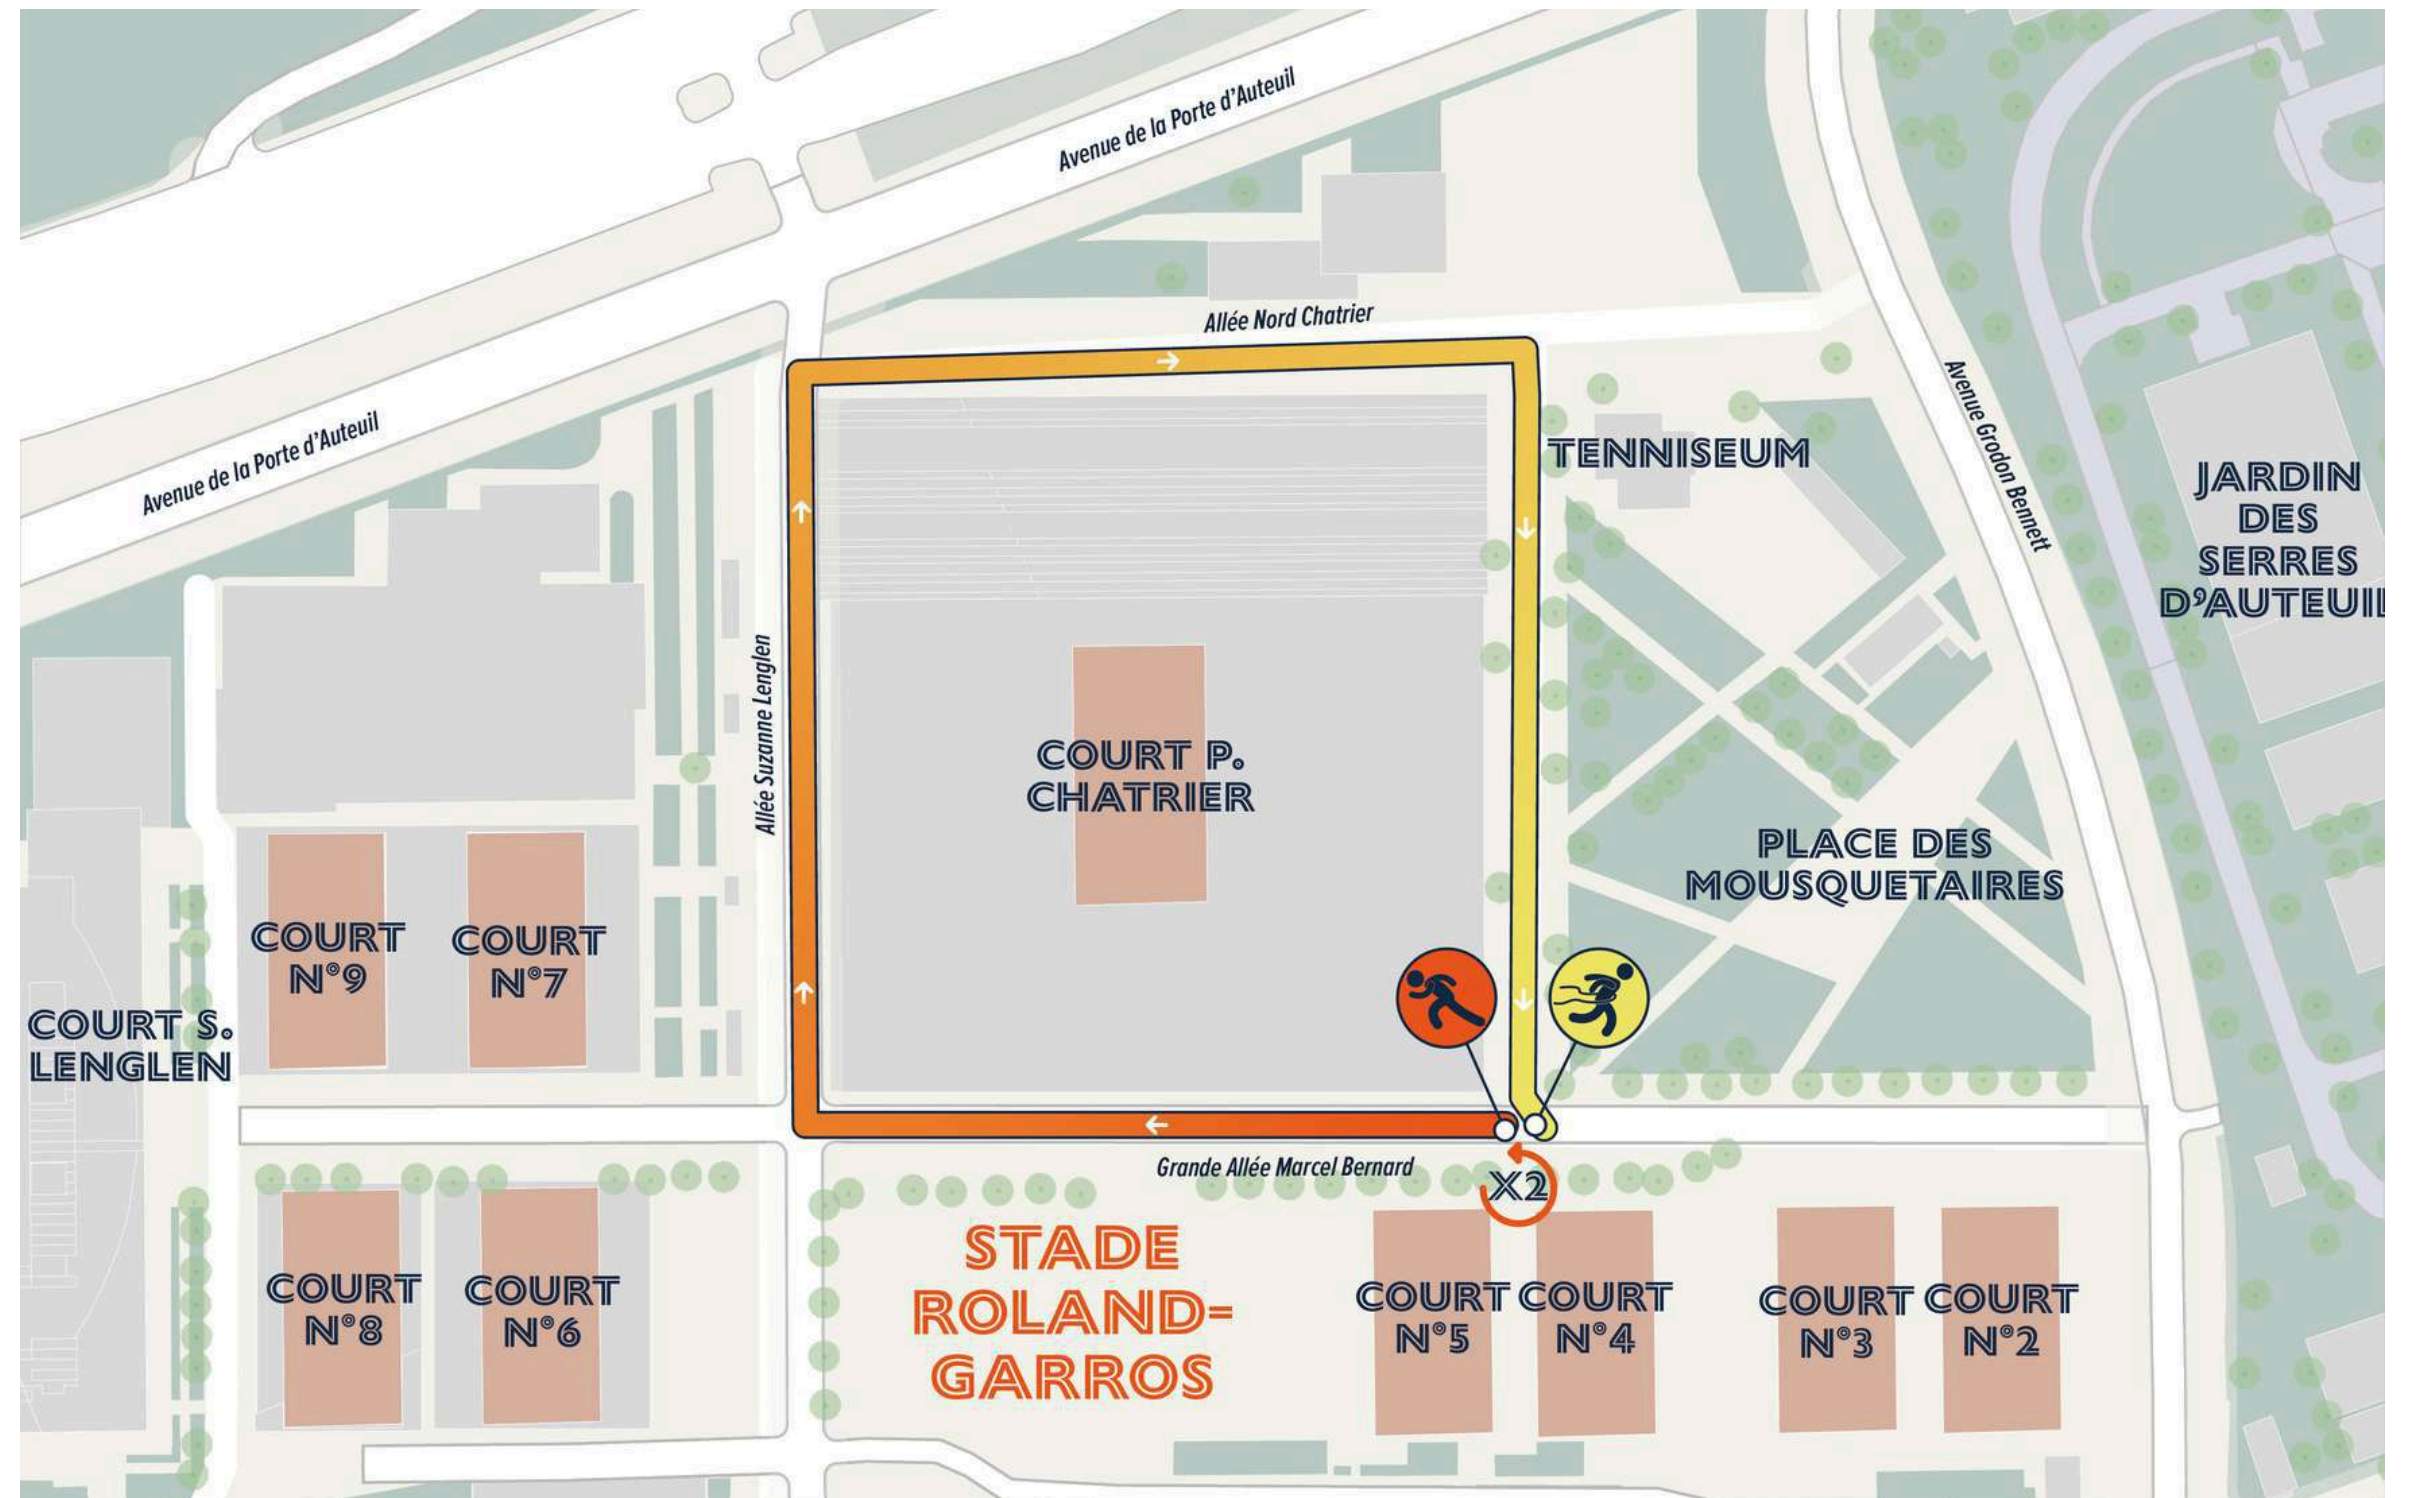 Avenue de la Porte d'Auteuil
Allée Nord Chatrier
Avenue de la Porte d'Auteuil
Avenue Grodon Bennett
TENNISEUM
JARDIN
DES
SERRES
D'AUTEUIL
Allée Suzanne Lenglen
COURT P.
CHATRIER
PLACE DES
MOUSQUETAIRES
COURT
N°9
COURT
N°7
COURT S.
LENGLEN
Grande Allée Marcel Bernard
X2
STADE
ROLAND-
GARROS
COURT
N°8
COURT
N°6
COURT
N°5
COURT
N°4
COURT
N°3
COURT
N°2